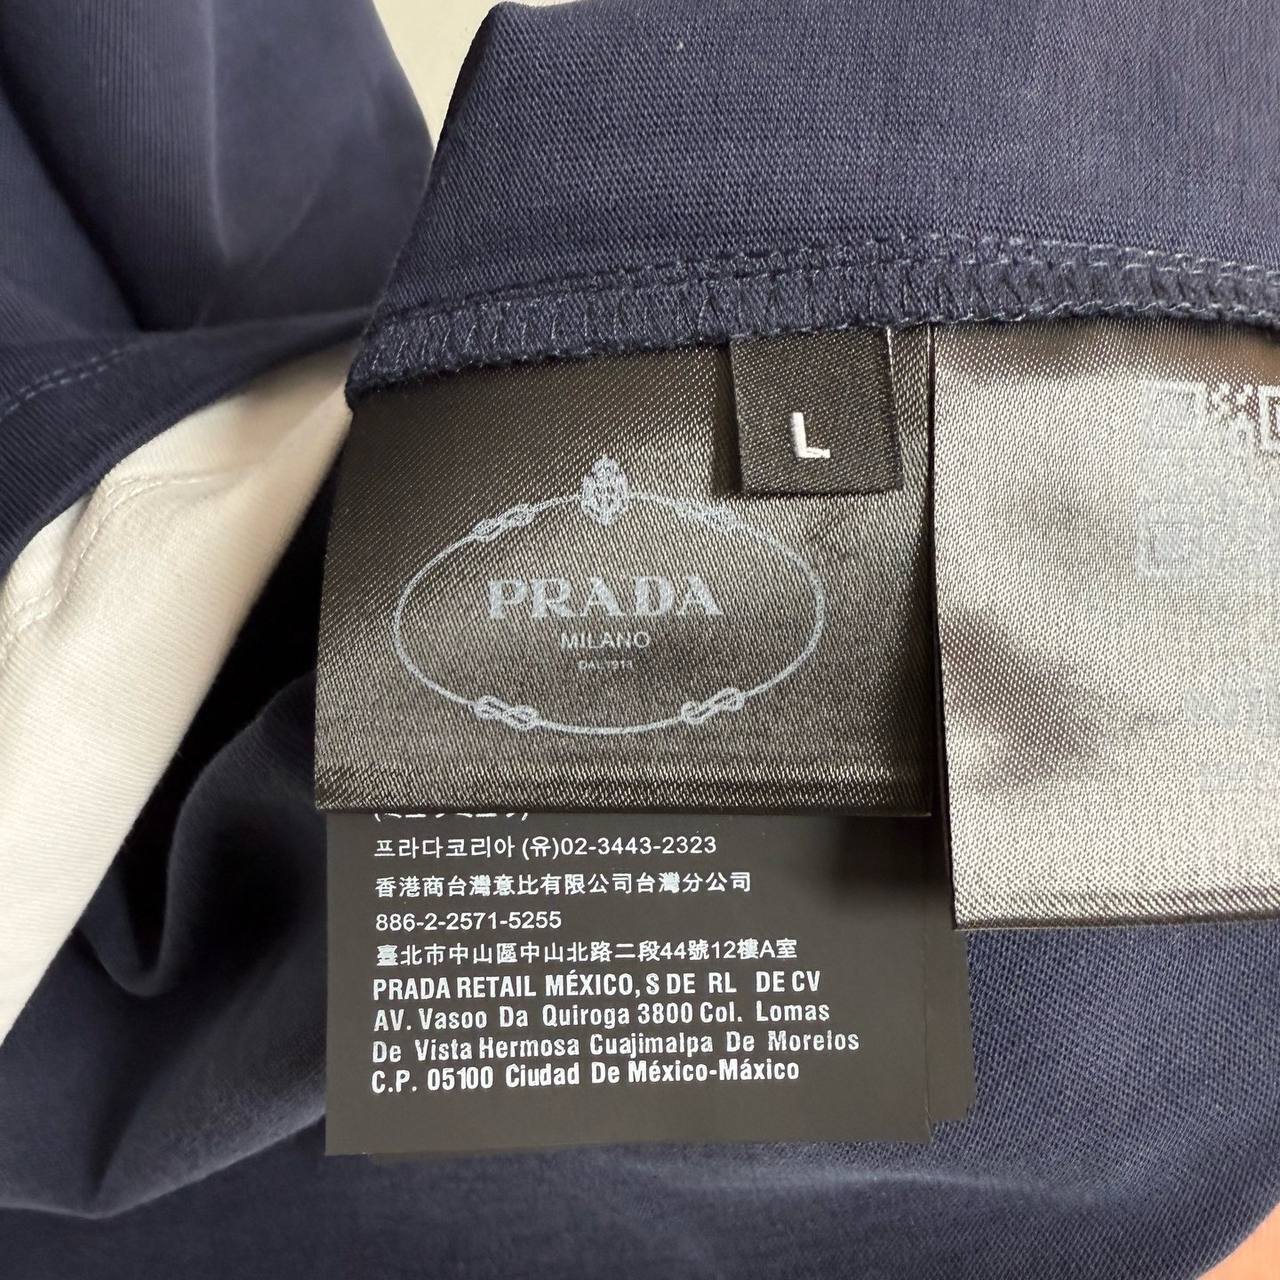 L
PRADA
MILANO
DAL 1913
프라다코리아 (유)02-3443-2323
香港商台灣意比有限公司台灣分公司
886-2-2571-5255
臺北市中山區中山北路二段44號12樓A室
PRADA RETAIL MÉXICO, S DE RL DE CV
AV. Vasoo Da Quiroga 3800 Col. Lomas
De Vista Hermosa Cuajimalpa De Morelos
C.P. 05100 Ciudad De México-Máxico